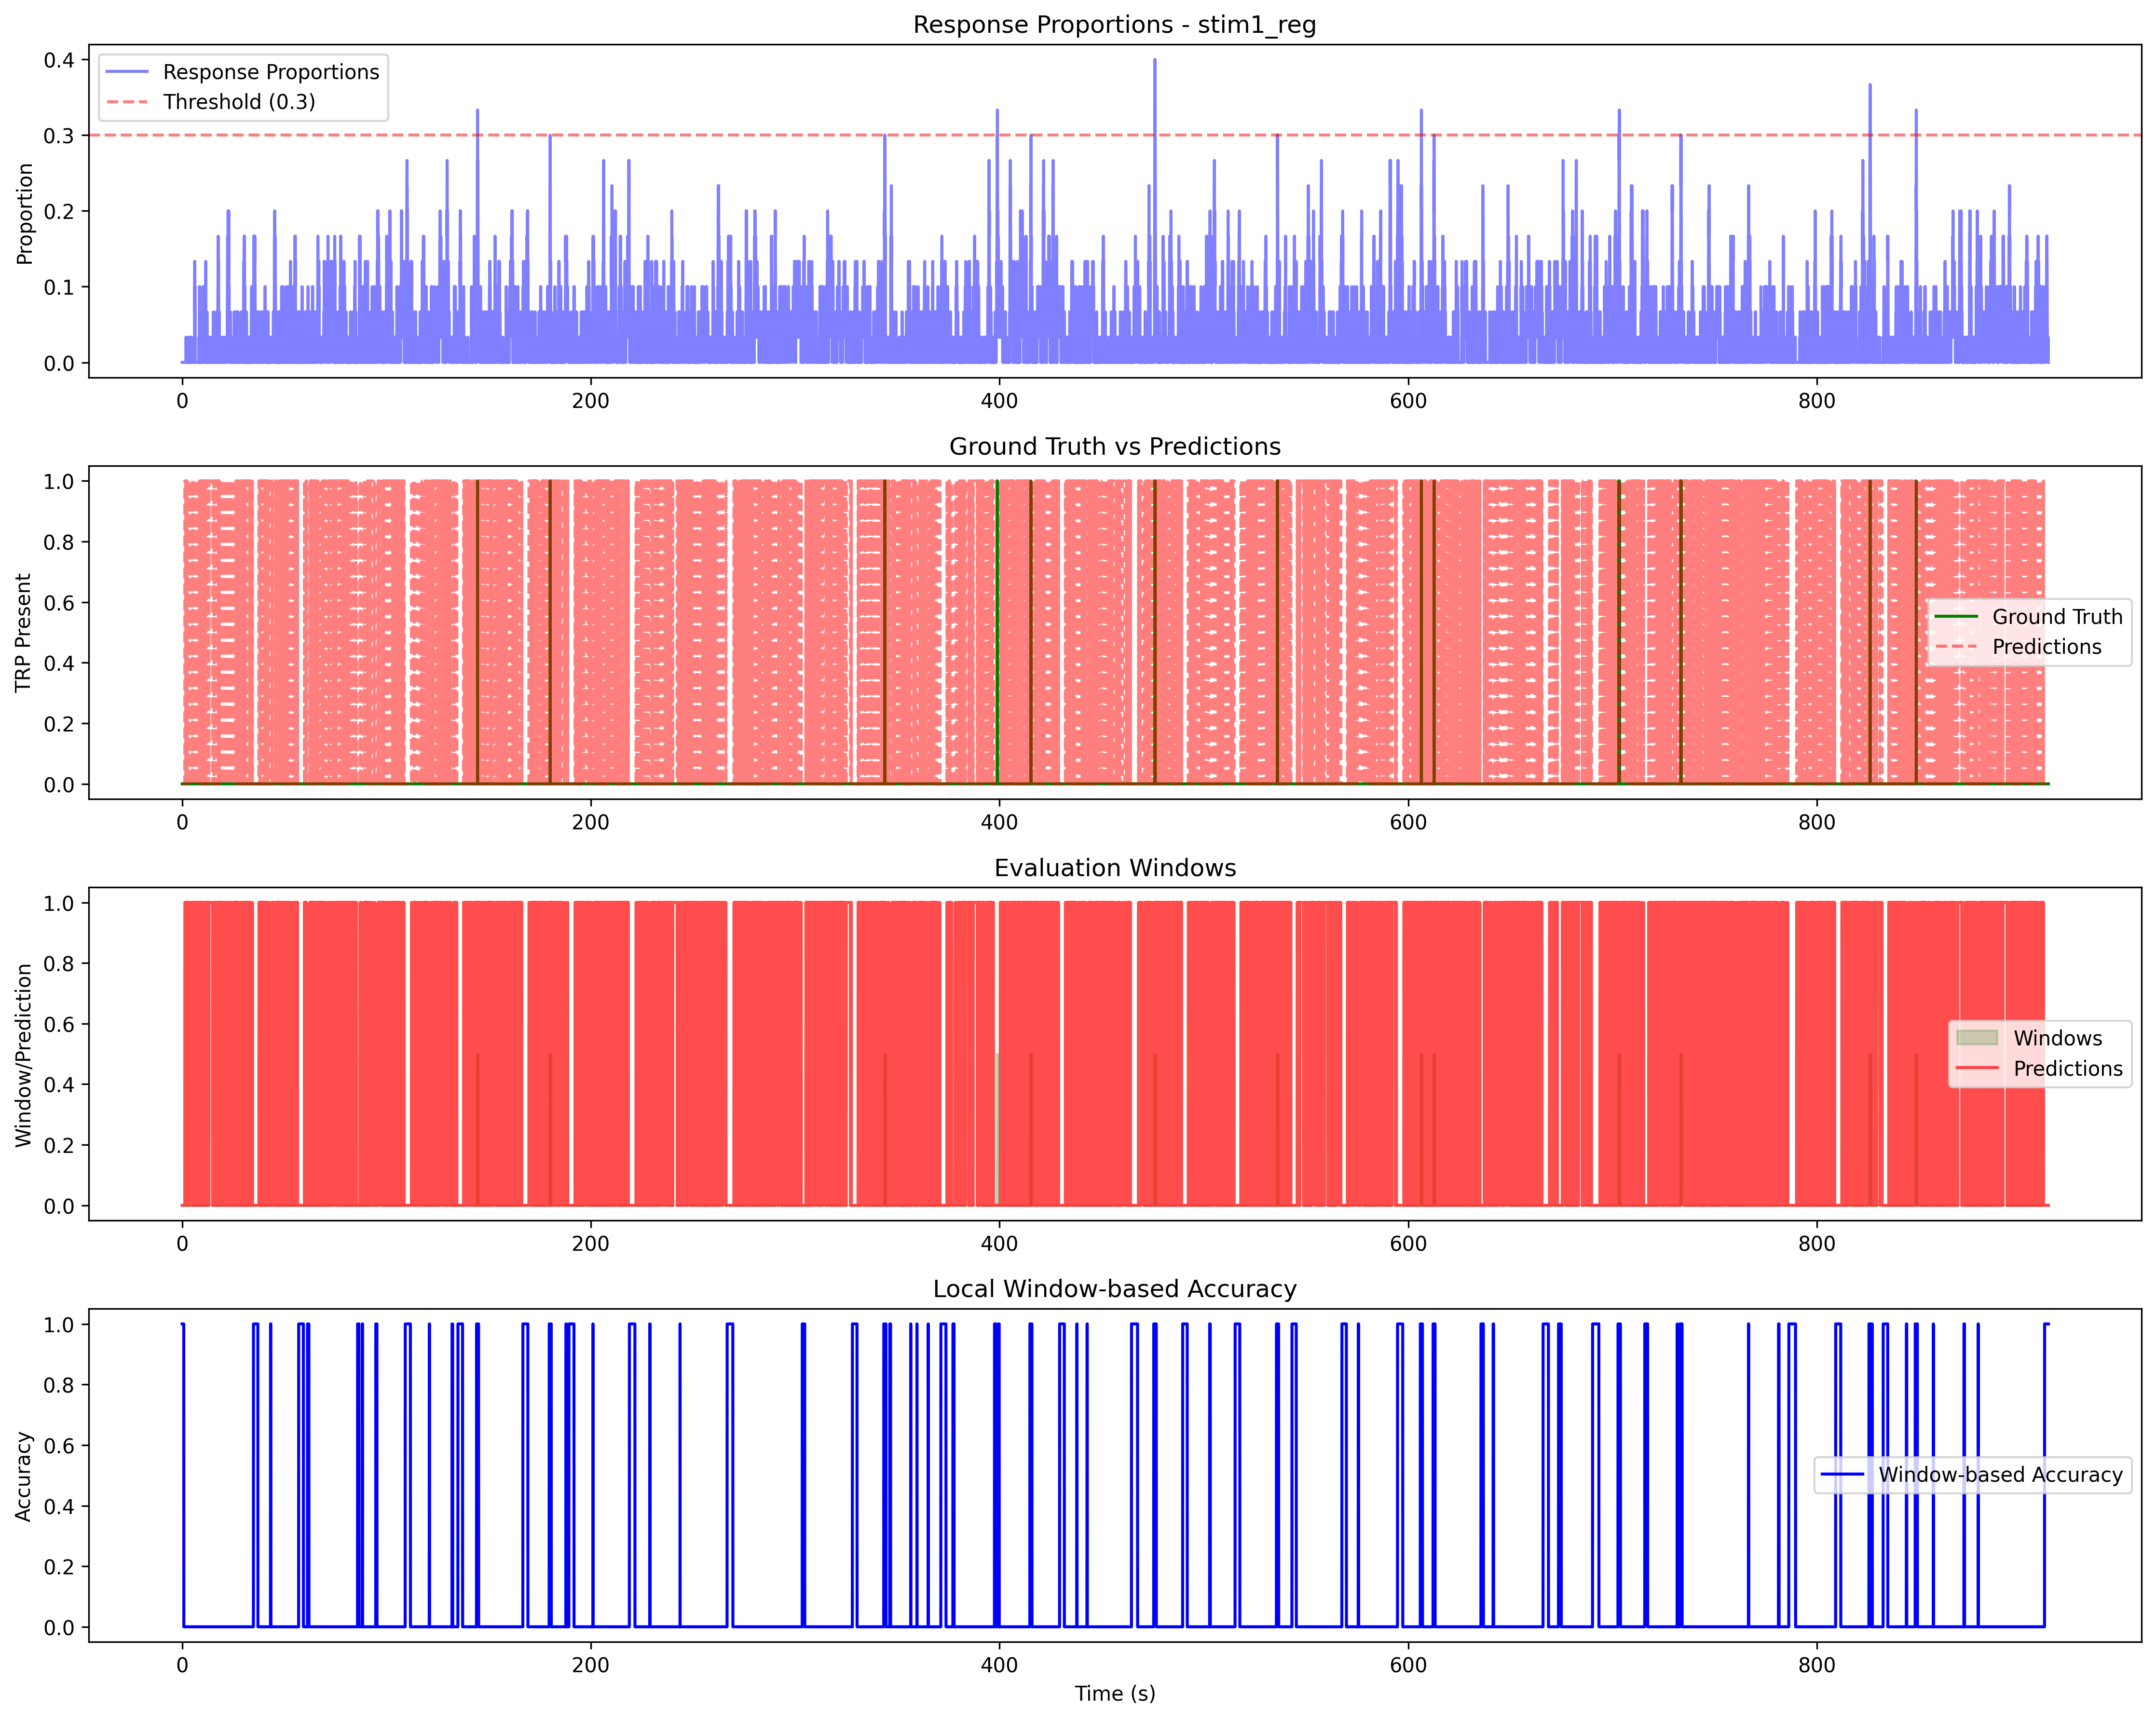 Response Proportions - stim1_reg
Response Proportions
Threshold (0.3)
Proportion
0.4
0.3
0.2
0.1
0.0
0 200 400 600 800
Ground Truth vs Predictions
Ground Truth
Predictions
TRP Present
1.0
0.8
0.6
0.4
0.2
0.0
0 200 400 600 800
Evaluation Windows
Windows
Predictions
Window/Prediction
1.0
0.8
0.6
0.4
0.2
0.0
0 200 400 600 800
Local Window-based Accuracy
Window-based Accuracy
Accuracy
1.0
0.8
0.6
0.4
0.2
0.0
0 200 400 600 800
Time (s)